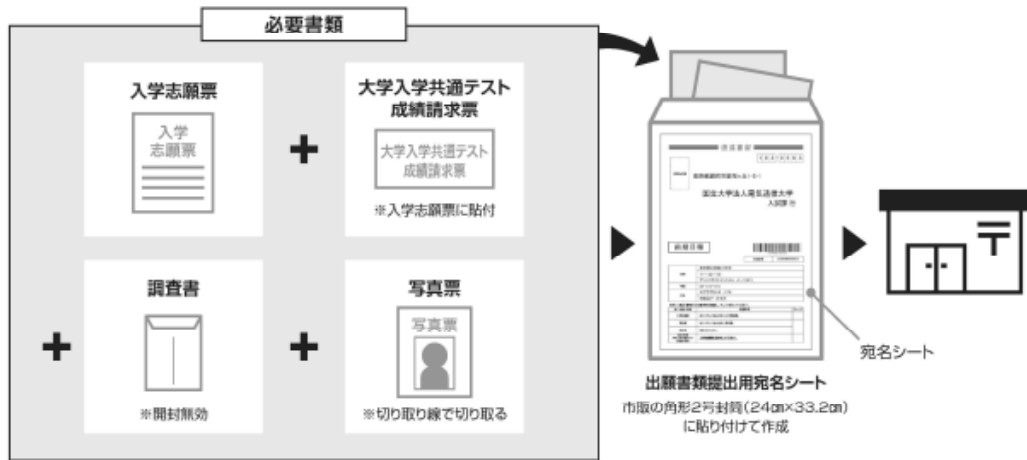 必要書類
入学志願票
入学
志願票
大学入学共通テスト
成績請求票
大学入学共通テスト
成績請求票
※入学志願票に貼付
調査書
※開封無効
写真票
写真票
※切り取り線で切り取る
国立大学法人電気通信大学
入試課 行
宛名シート
出願書類提出用宛名シート
市販の角形2号封筒(24㎝×33.2㎝)
に貼り付けて作成